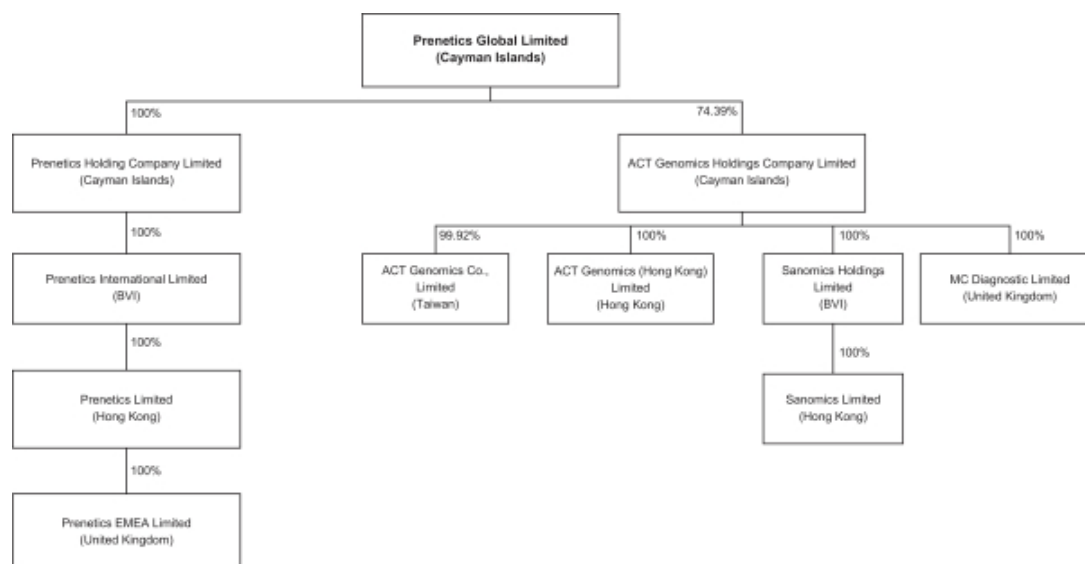 Prenetics Global Limited
(Cayman Islands)
100%
74.39%
Prenetics Holding Company Limited
(Cayman Islands)
ACT Genomics Holdings Company Limited
(Cayman Islands)
100%
99.92%
100%
100%
100%
Prenetics International Limited
(BVI)
ACT Genomics Co.,
Limited
(Taiwan)
ACT Genomics (Hong Kong)
Limited
(Hong Kong)
Sanomics Holdings
Limited
(BVI)
MC Diagnostic Limited
(United Kingdom)
100%
100%
Prenetics Limited
(Hong Kong)
Sanomics Limited
(Hong Kong)
100%
Prenetics EMEA Limited
(United Kingdom)